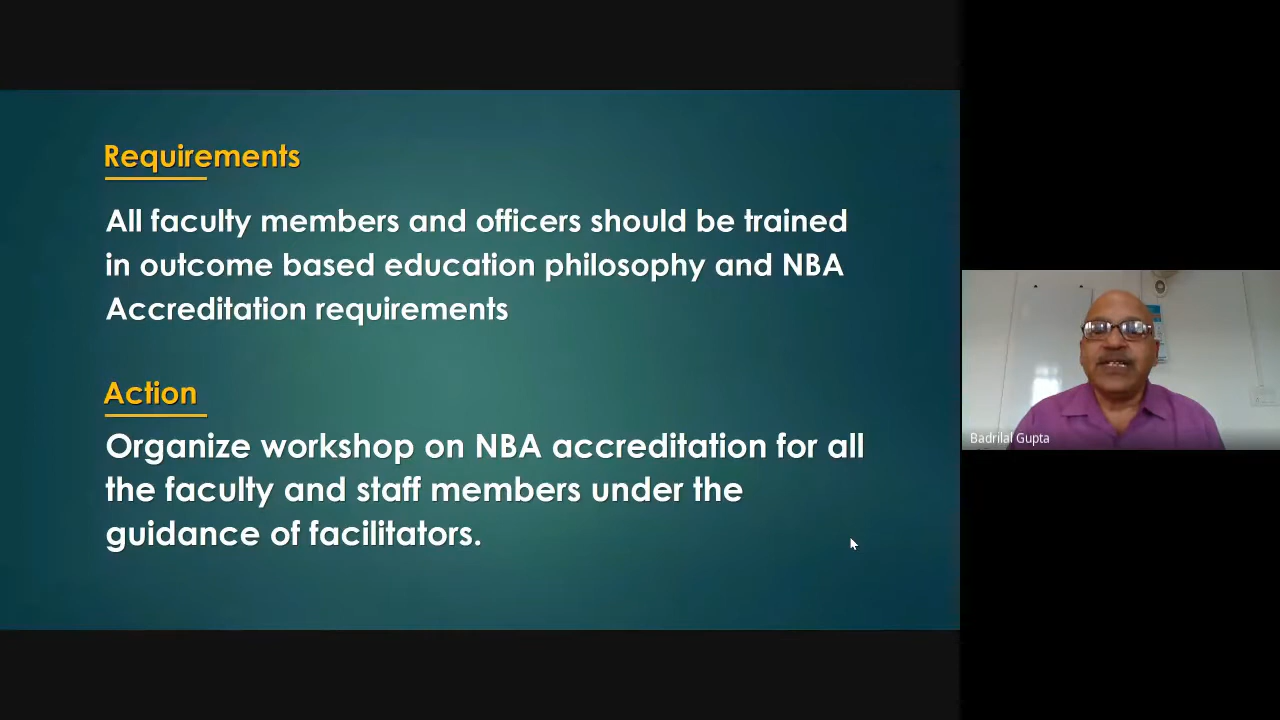 Requirements
All faculty members and officers should be trained
in outcome based education philosophy and NBA
Accreditation requirements
Action
Organize workshop on NBA accreditation for all
the faculty and staff members under the
guidance of facilitators.
Badrilal Gupta